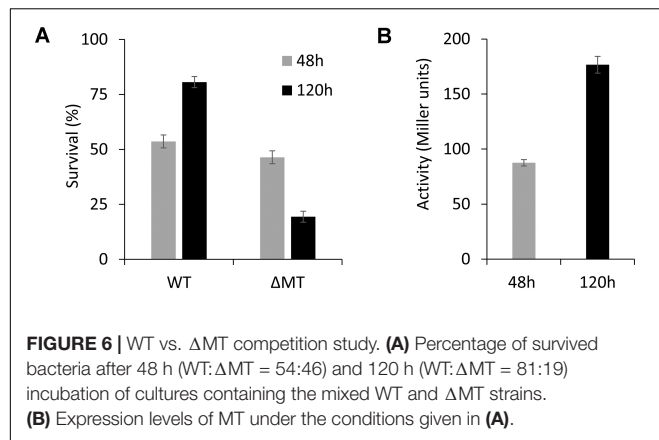 A
B
100
75
50
25
0
Survival (%)
48h
120h
WT
ΔMT
200
150
100
50
0
Activity (Miller units)
48h
120h
FIGURE 6 | WT vs. ΔMT competition study. (A) Percentage of survived
bacteria after 48 h (WT:ΔMT = 54:46) and 120 h (WT:ΔMT = 81:19)
incubation of cultures containing the mixed WT and ΔMT strains.
(B) Expression levels of MT under the conditions given in (A).